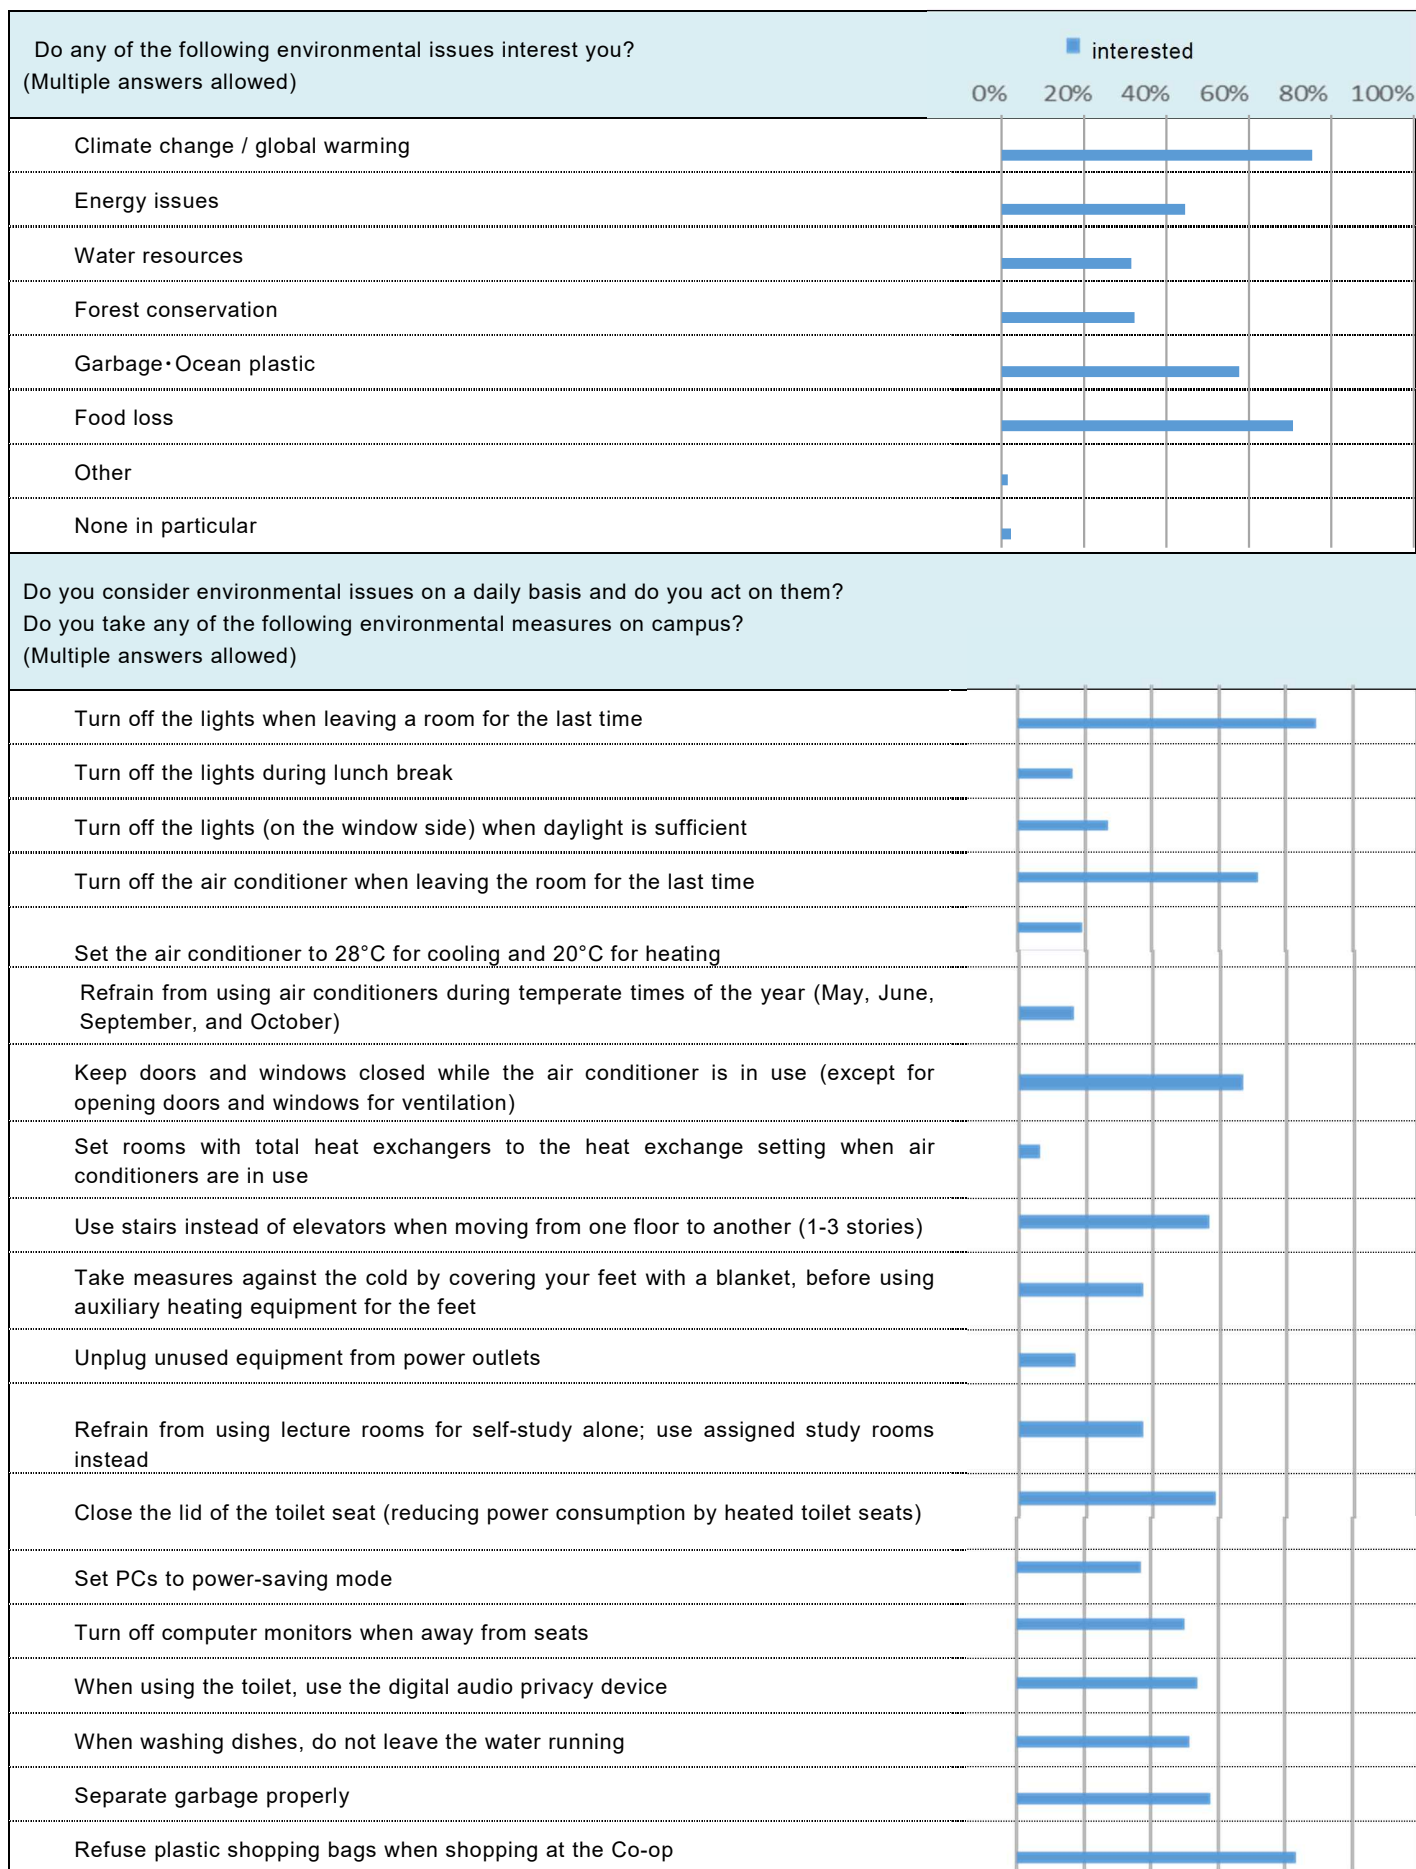 Do any of the following environmental issues interest you?
(Multiple answers allowed)
interested
0% 20% 40% 60% 80% 100%
Climate change / global warming
Energy issues
Water resources
Forest conservation
Garbage・Ocean plastic
Food loss
Other
None in particular
Do you consider environmental issues on a daily basis and do you act on them?
Do you take any of the following environmental measures on campus?
(Multiple answers allowed)
Turn off the lights when leaving a room for the last time
Turn off the lights during lunch break
Turn off the lights (on the window side) when daylight is sufficient
Turn off the air conditioner when leaving the room for the last time
Set the air conditioner to 28°C for cooling and 20°C for heating
Refrain from using air conditioners during temperate times of the year (May, June,
September, and October)
Keep doors and windows closed while the air conditioner is in use (except for
opening doors and windows for ventilation)
Set rooms with total heat exchangers to the heat exchange setting when air
conditioners are in use
Use stairs instead of elevators when moving from one floor to another (1-3 stories)
Take measures against the cold by covering your feet with a blanket, before using
auxiliary heating equipment for the feet
Unplug unused equipment from power outlets
Refrain from using lecture rooms for self-study alone; use assigned study rooms
instead
Close the lid of the toilet seat (reducing power consumption by heated toilet seats)
Set PCs to power-saving mode
Turn off computer monitors when away from seats
When using the toilet, use the digital audio privacy device
When washing dishes, do not leave the water running
Separate garbage properly
Refuse plastic shopping bags when shopping at the Co-op